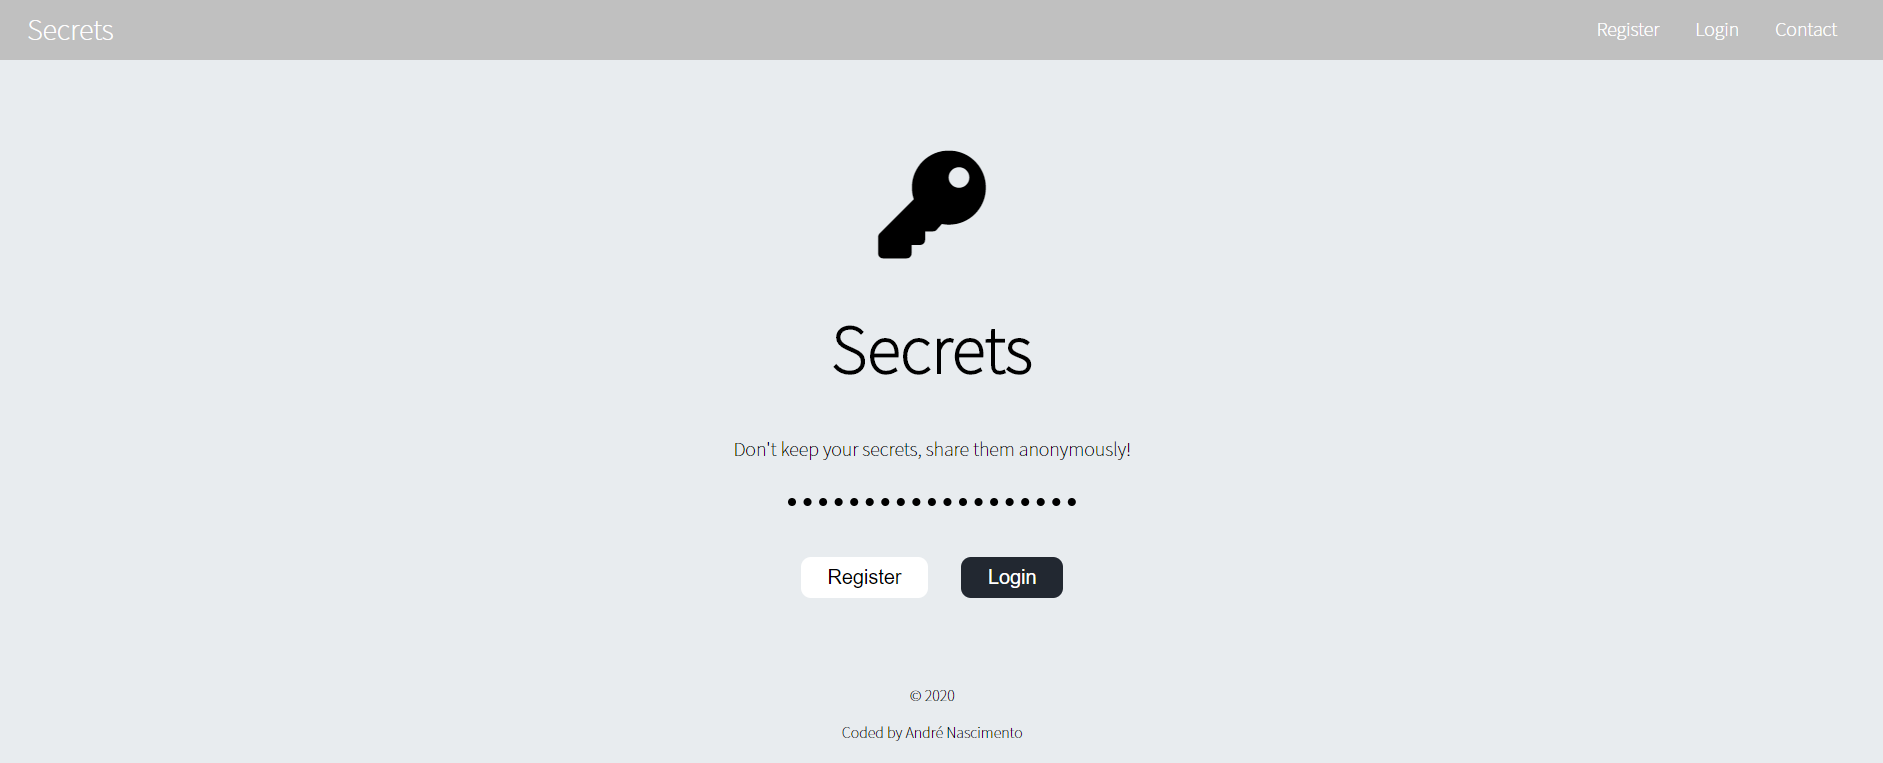 Secrets Register Login Contact
Secrets
Don't keep your secrets, share them anonymously!
Register Login
© 2020
Coded by André Nascimento